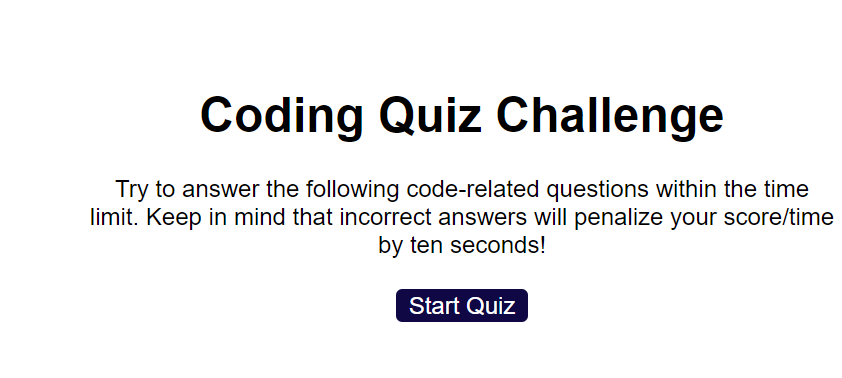 Coding Quiz Challenge
Try to answer the following code-related questions within the time
limit. Keep in mind that incorrect answers will penalize your score/time
by ten seconds!
Start Quiz